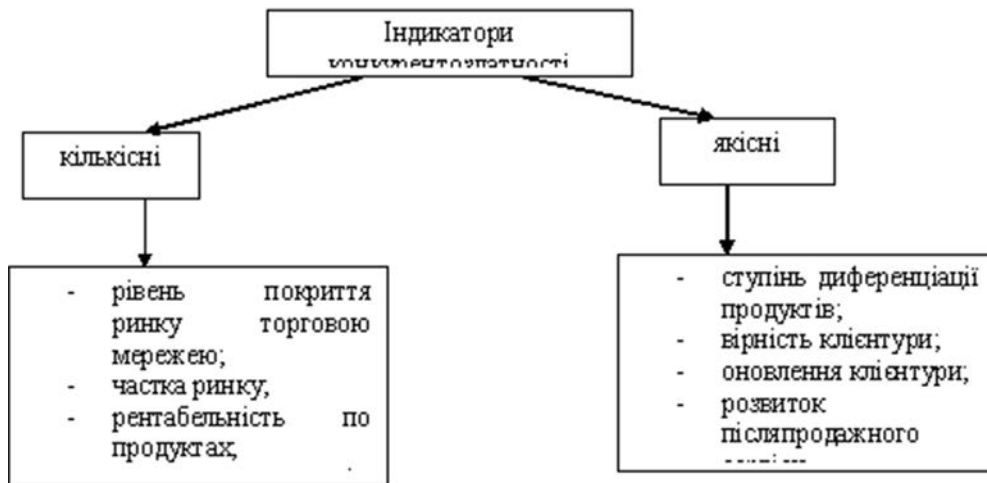 Індикатори
конкурентоздатності
кількісні
якісні
- рівень покриття
ринку торговою
мережею;
- частка ринку;
- рентабельність по
продуктах;
- ступінь диференціації
продуктів;
- вірність клієнтури;
- оновлення клієнтури;
- розвиток
післяпродажного